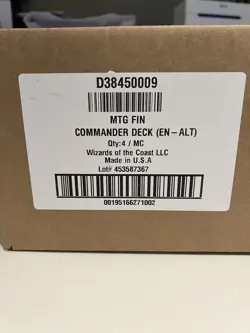 D38450009
MTG FIN
COMMANDER DECK (EN-ALT)
Qty:4 / MC
Wizards of the Coast LLC
Made in U.S.A
Lot# 453587367
00195166271002